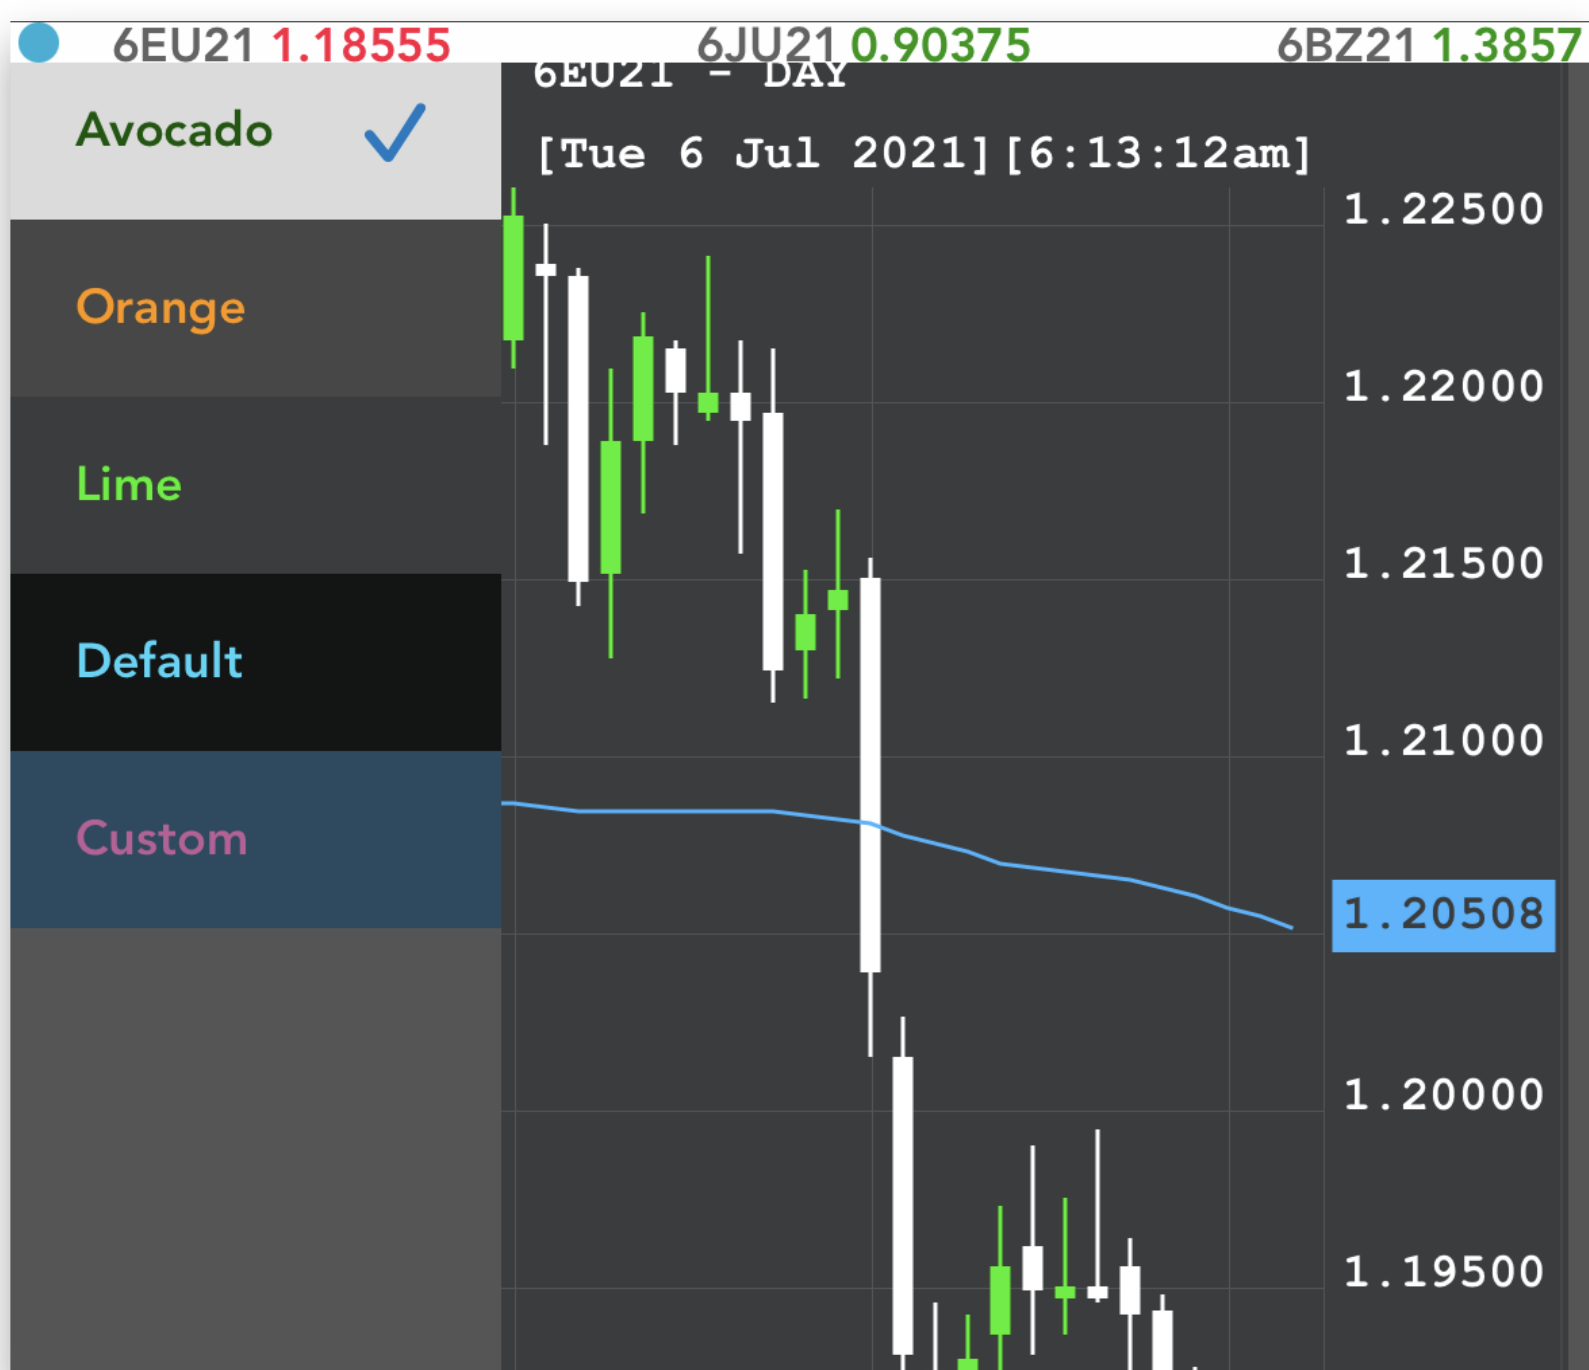 6EU21 1.18555 6JU21 0.90375 6BZ21 1.3857
Avocado
Orange
Lime
Default
Custom
6EU21 - DAY
[Tue 6 Jul 2021][6:13:12am]
1.22500
1.22000
1.21500
1.21000
1.20508
1.20000
1.19500